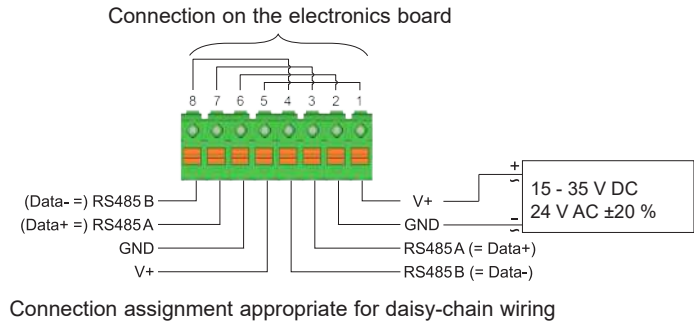 Connection on the electronics board
8 7 6 5 4 3 2 1
(Data- =) RS485 B
(Data+ =) RS485 A
GND
V+
V+
GND
RS485 A (= Data+)
RS485 B (= Data-)
+
~
15 - 35 V DC
24 V AC ±20 %
−
~
Connection assignment appropriate for daisy-chain wiring